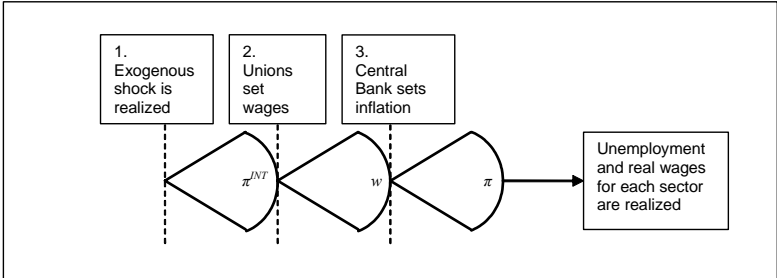 1.
Exogenous
shock is
realized
2.
Unions
set
wages
3.
Central
Bank sets
inflation
π^INT
w
π
Unemployment
and real wages
for each sector
are realized